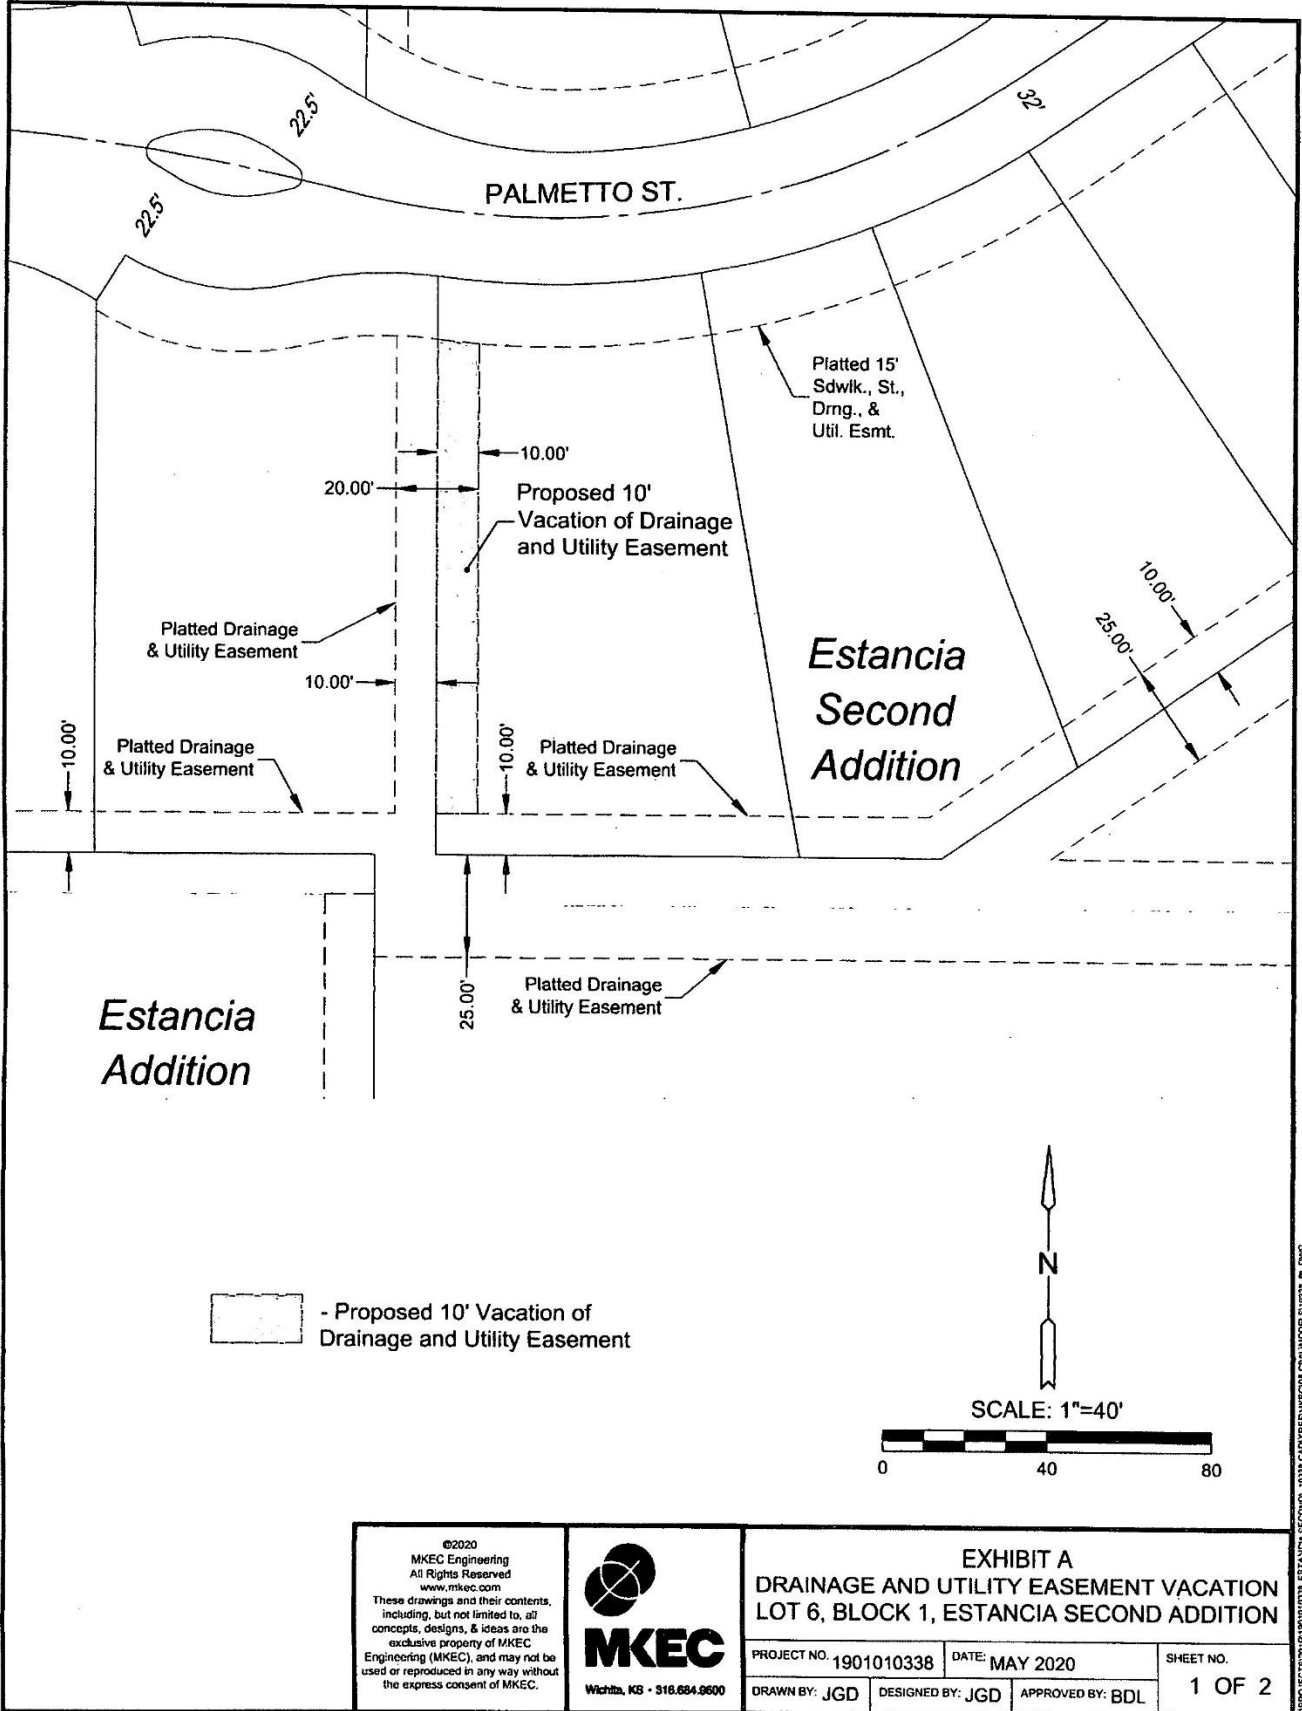 22.5'
32'
PALMETTO ST.
22.5'
Platted 15'
Sdwlk., St.,
Drng., &
Util. Esmt.
10.00'
20.00'
Proposed 10'
Vacation of Drainage
and Utility Easement
10.00'
25.00'
Platted Drainage
& Utility Easement
10.00'
Estancia
Second
Addition
10.00'
Platted Drainage
& Utility Easement
10.00'
Platted Drainage
& Utility Easement
25.00'
Platted Drainage
& Utility Easement
Estancia
Addition
N
- Proposed 10' Vacation of
Drainage and Utility Easement
SCALE: 1"=40'
0 40 80
©2020
MKEC Engineering
All Rights Reserved
www.mkec.com
These drawings and their contents,
including, but not limited to, all
concepts, designs, & ideas are the
exclusive property of MKEC
Engineering (MKEC), and may not be
used or reproduced in any way without
the express consent of MKEC.
MKEC
Wichita, KS • 316.684.9600
EXHIBIT A
DRAINAGE AND UTILITY EASEMENT VACATION
LOT 6, BLOCK 1, ESTANCIA SECOND ADDITION
PROJECT NO. 1901010338
DATE: MAY 2020
SHEET NO.
1 OF 2
DRAWN BY: JGD
DESIGNED BY: JGD
APPROVED BY: BDL